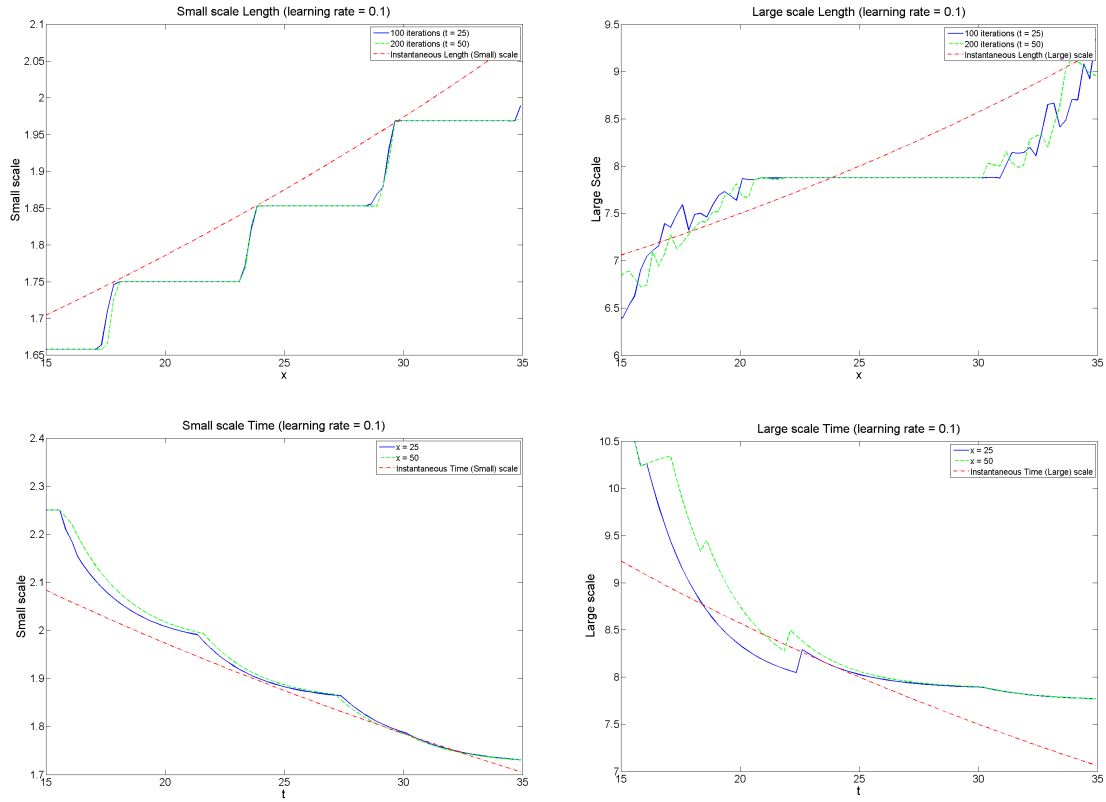 Small scale Length (learning rate = 0.1)
2.1
2.05
2
1.95
1.9
1.85
1.8
1.75
1.7
1.65
Small scale
100 iterations (t = 25)
200 iterations (t = 50)
Instantaneous Length (Small) scale
15 20 25 30 35
x
Large scale Length (learning rate = 0.1)
9.5
9
8.5
8
7.5
7
6.5
6
Large Scale
100 iterations (t = 25)
200 iterations (t = 50)
Instantaneous Length (Large) scale
15 20 25 30 35
x
Small scale Time (learning rate = 0.1)
2.4
2.3
2.2
2.1
2
1.9
1.8
1.7
Small scale
x = 25
x = 50
Instantaneous Time (Small) scale
15 20 25 30 35
t
Large scale Time (learning rate = 0.1)
10.5
10
9.5
9
8.5
8
7.5
7
Large scale
x = 25
x = 50
Instantaneous Time (Large) scale
15 20 25 30 35
t